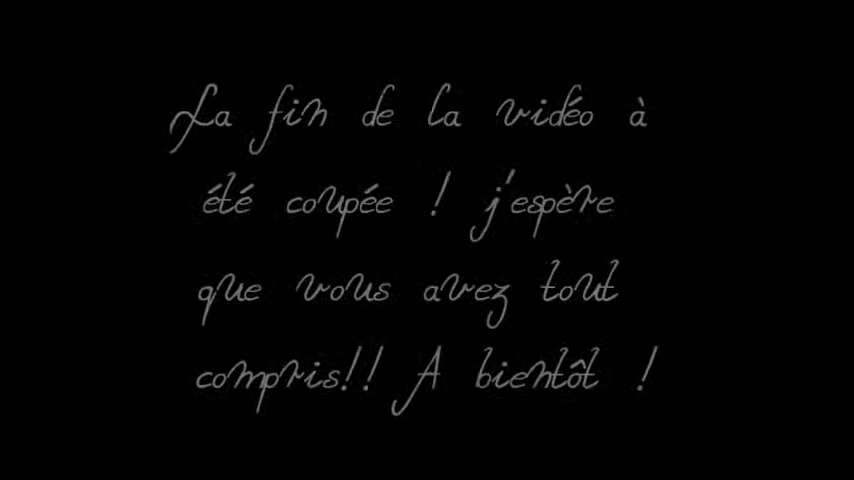 La fin de la vidéo à
été coupée ! j'espère
que vous avez tout
compris!! A bientôt !